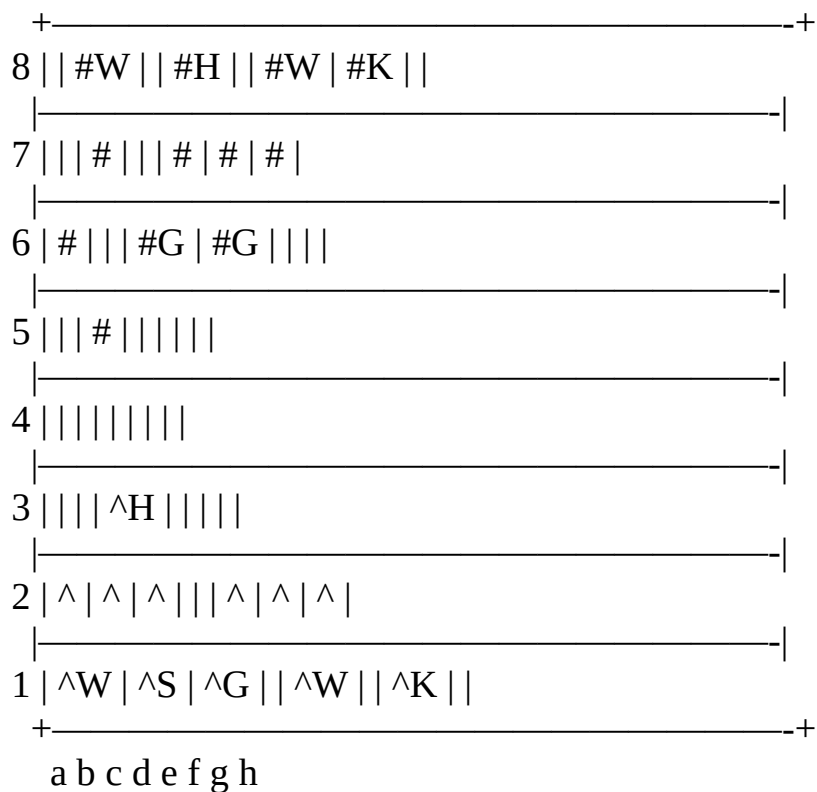 +———————————————————-+
8 | | #W | | #H | | #W | #K | |
|———————————————————-|
7 | | | # | | | # | # | # |
|———————————————————-|
6 | # | | | #G | #G | | | |
|———————————————————-|
5 | | | # | | | | | |
|———————————————————-|
4 | | | | | | | | |
|———————————————————-|
3 | | | | ^H | | | | |
|———————————————————-|
2 | ^ | ^ | ^ | | | ^ | ^ | ^ |
|———————————————————-|
1 | ^W | ^S | ^G | | ^W | | ^K | |
+———————————————————-+
a b c d e f g h